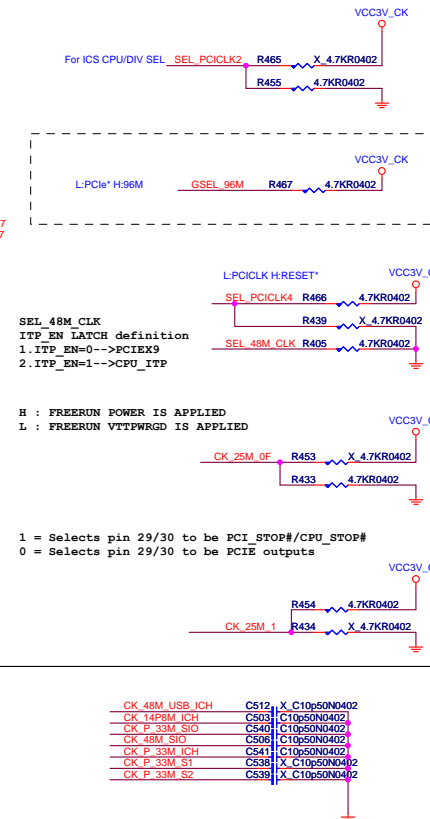 VCC3V_CK
For ICS CPU/DIV SEL SEL_PCICLK2 R465 X_4.7KR0402
R455 4.7KR0402
VCC3V_CK
L:PCIe* H:96M GSEL_96M R467 4.7KR0402
7
7
L:PCICLK H:RESET* VCC3V_C
SEL_PCICLK4 R466 4.7KR0402
R439 X_4.7KR0402
SEL_48M_CLK R405 4.7KR0402
SEL_48M_CLK
ITP_EN LATCH definition
1.ITP_EN=0-->PCIEX9
2.ITP_EN=1-->CPU_ITP
H : FREERUN POWER IS APPLIED
L : FREERUN VTTPWRGD IS APPLIED
VCC3V_C
CK_25M_0F R453 X_4.7KR0402
R433 4.7KR0402
1 = Selects pin 29/30 to be PCI_STOP#/CPU_STOP#
0 = Selects pin 29/30 to be PCIE outputs
VCC3V_C
R454 4.7KR0402
CK_25M_1 R434 X_4.7KR0402
CK_48M_USB_ICH C512 X_C10p50N0402
CK_14P8M_ICH C503 C10p50N0402
CK_P_33M_SIO C540 C10p50N0402
CK_48M_SIO C506 C10p50N0402
CK_P_33M_ICH C541 C10p50N0402
CK_P_33M_S1 C538 X_C10p50N0402
CK_P_33M_S2 C539 X_C10p50N0402